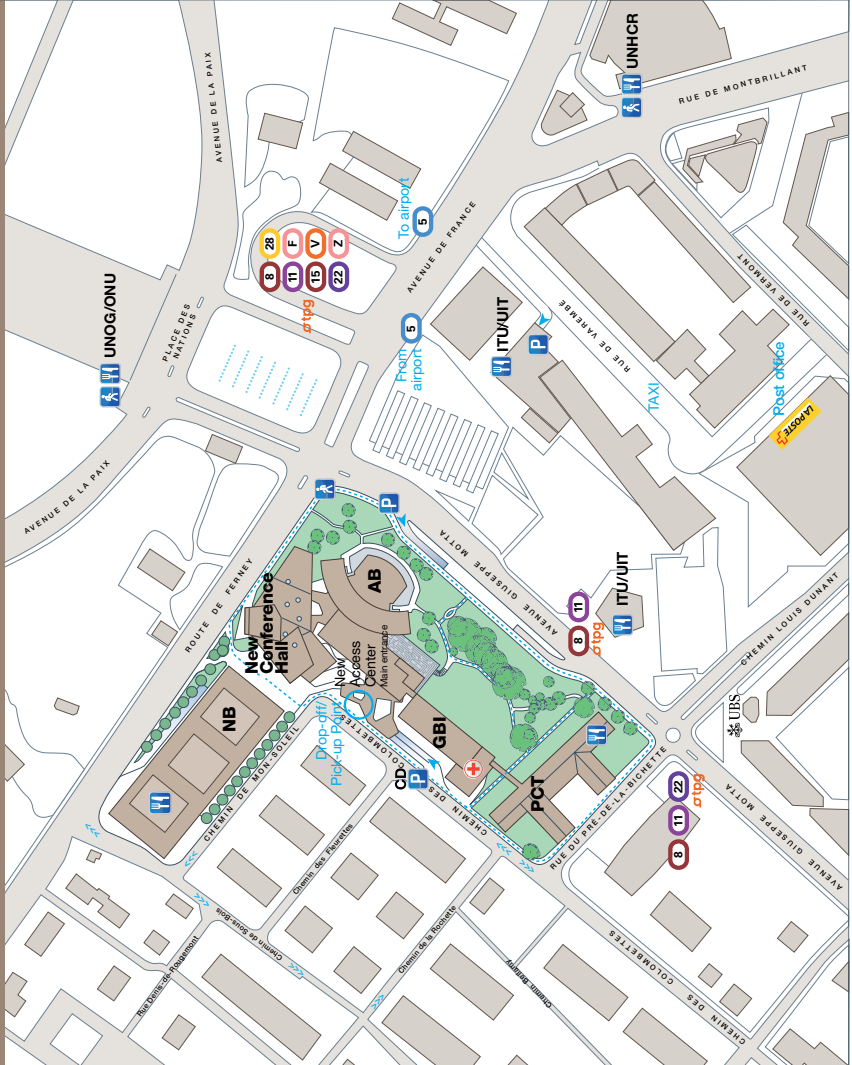 AVENUE DE LA PAIX
UNHCR
RUE DE MONTBRILLANT
To airport
5
8
28
11
F
15
V
22
Z
tpg
AVENUE DE FRANCE
UNOG/ONU
PLACE DES
NATIONS
From
airport
5
ITU/UIT
P
RUE DE VAREMBÉ
RUE DE VERMONT
TAXI
Post office
LA POSTE
AVENUE DE LA PAIX
P
ROUTE DE FERNEY
New
Conference
Hall
AB
New
Access
Center
Main entrance
AVENUE GIUSEPPE MOTTA
8
11
tpg
ITU/UIT
CHEMIN LOUIS DUNANT
UBS
NB
Drop-off/
Pick-up Point
GBI
CD
P
CHEMIN DE MON-SOLEIL
CHEMIN DES COLOMBETTES
PCT
RUE DU PRÉ-DE-LA-BICHETTE
8
11
22
tpg
AVENUE GIUSEPPE MOTTA
Chemin des Fleurettes
Chemin de Sous-Bois
Rue Denis-de-Rougemont
Chemin de la Rochette
Chemin Bellamy
CHEMIN DES COLOMBETTES